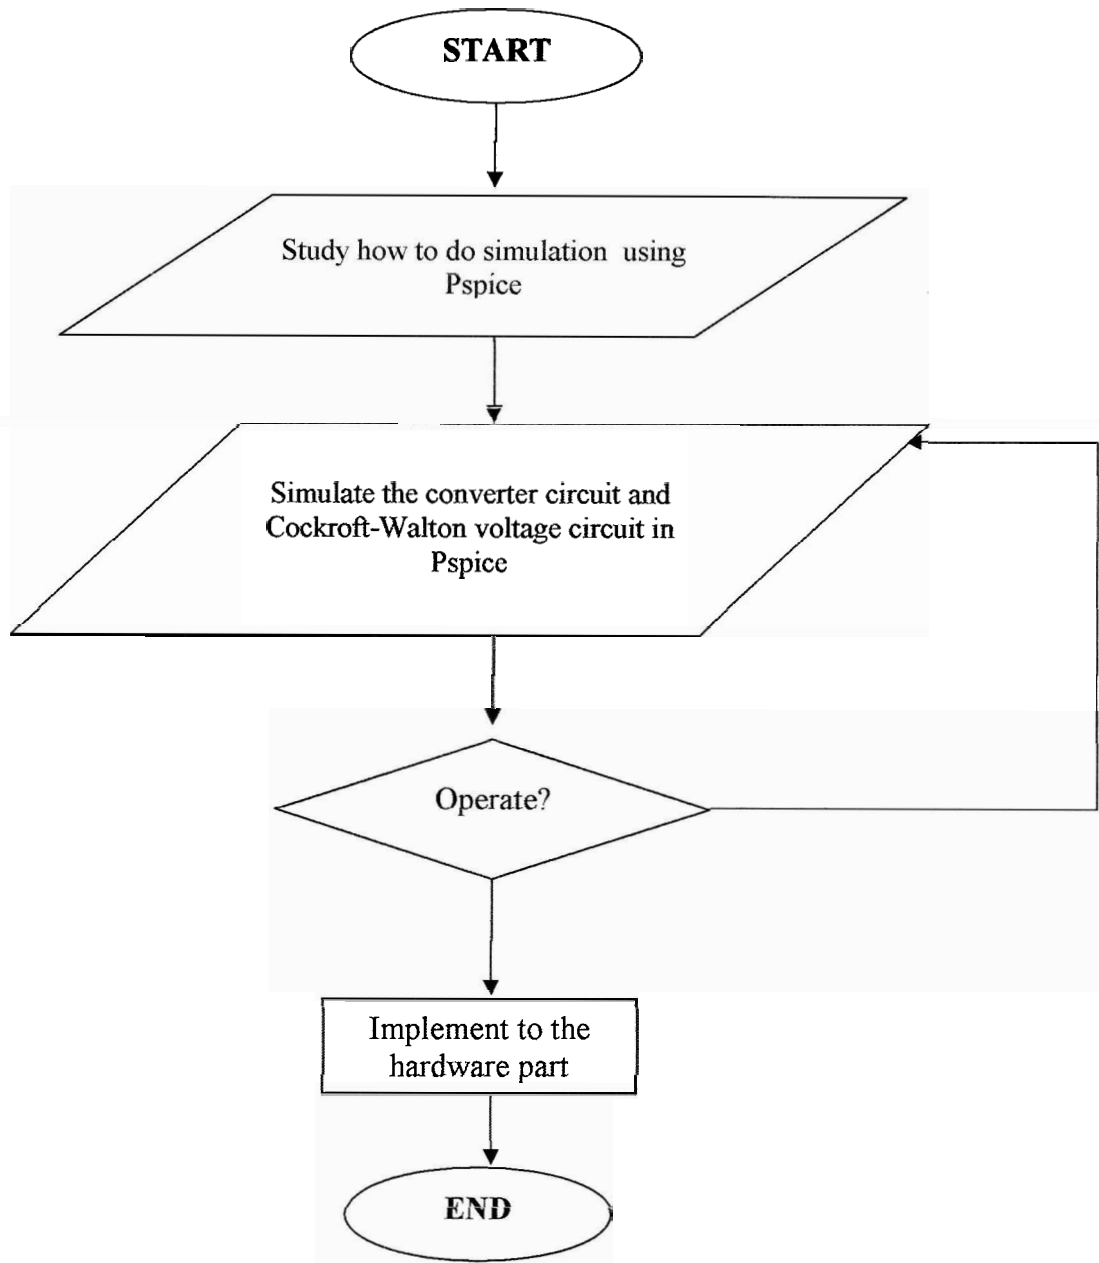 START
Study how to do simulation using
Pspice
Simulate the converter circuit and
Cockroft-Walton voltage circuit in
Pspice
Operate?
Implement to the
hardware part
END